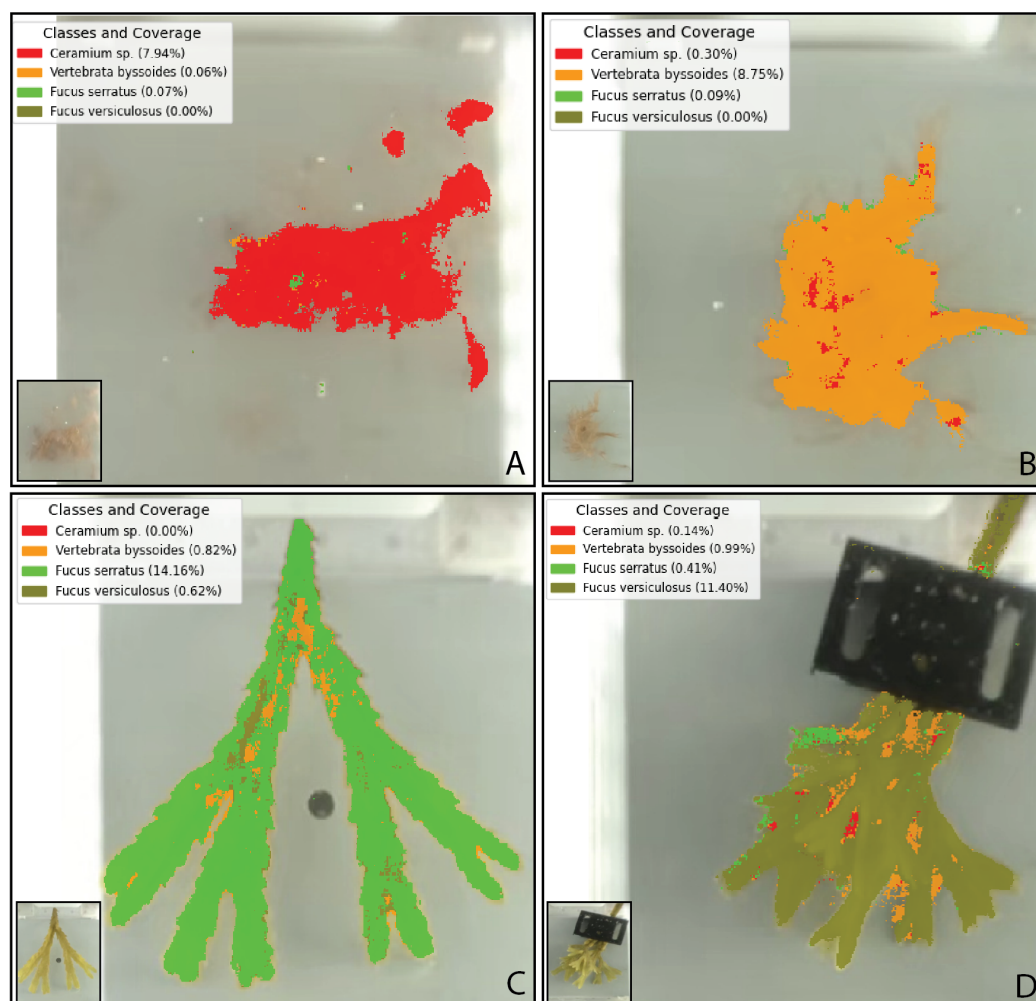 Classes and Coverage
Ceramium sp. (7.94%)
Vertebrata byssoides (0.06%)
Fucus serratus (0.07%)
Fucus versiculosus (0.00%)
A
Classes and Coverage
Ceramium sp. (0.30%)
Vertebrata byssoides (8.75%)
Fucus serratus (0.09%)
Fucus versiculosus (0.00%)
B
Classes and Coverage
Ceramium sp. (0.00%)
Vertebrata byssoides (0.82%)
Fucus serratus (14.16%)
Fucus versiculosus (0.62%)
C
Classes and Coverage
Ceramium sp. (0.14%)
Vertebrata byssoides (0.99%)
Fucus serratus (0.41%)
Fucus versiculosus (11.40%)
D